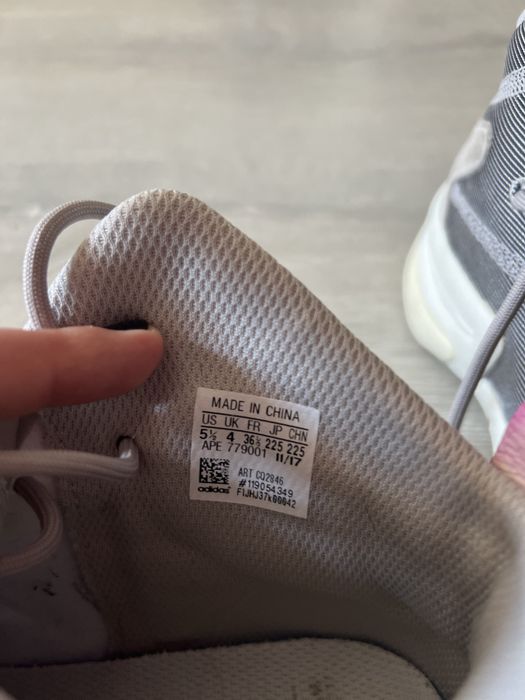 MADE IN CHINA
US UK FR JP CHN
5½ 4 36⅔ 225 225
APE 779001 11/17
ART CQ2846
#119054349
adidas F1JHJ37k00042